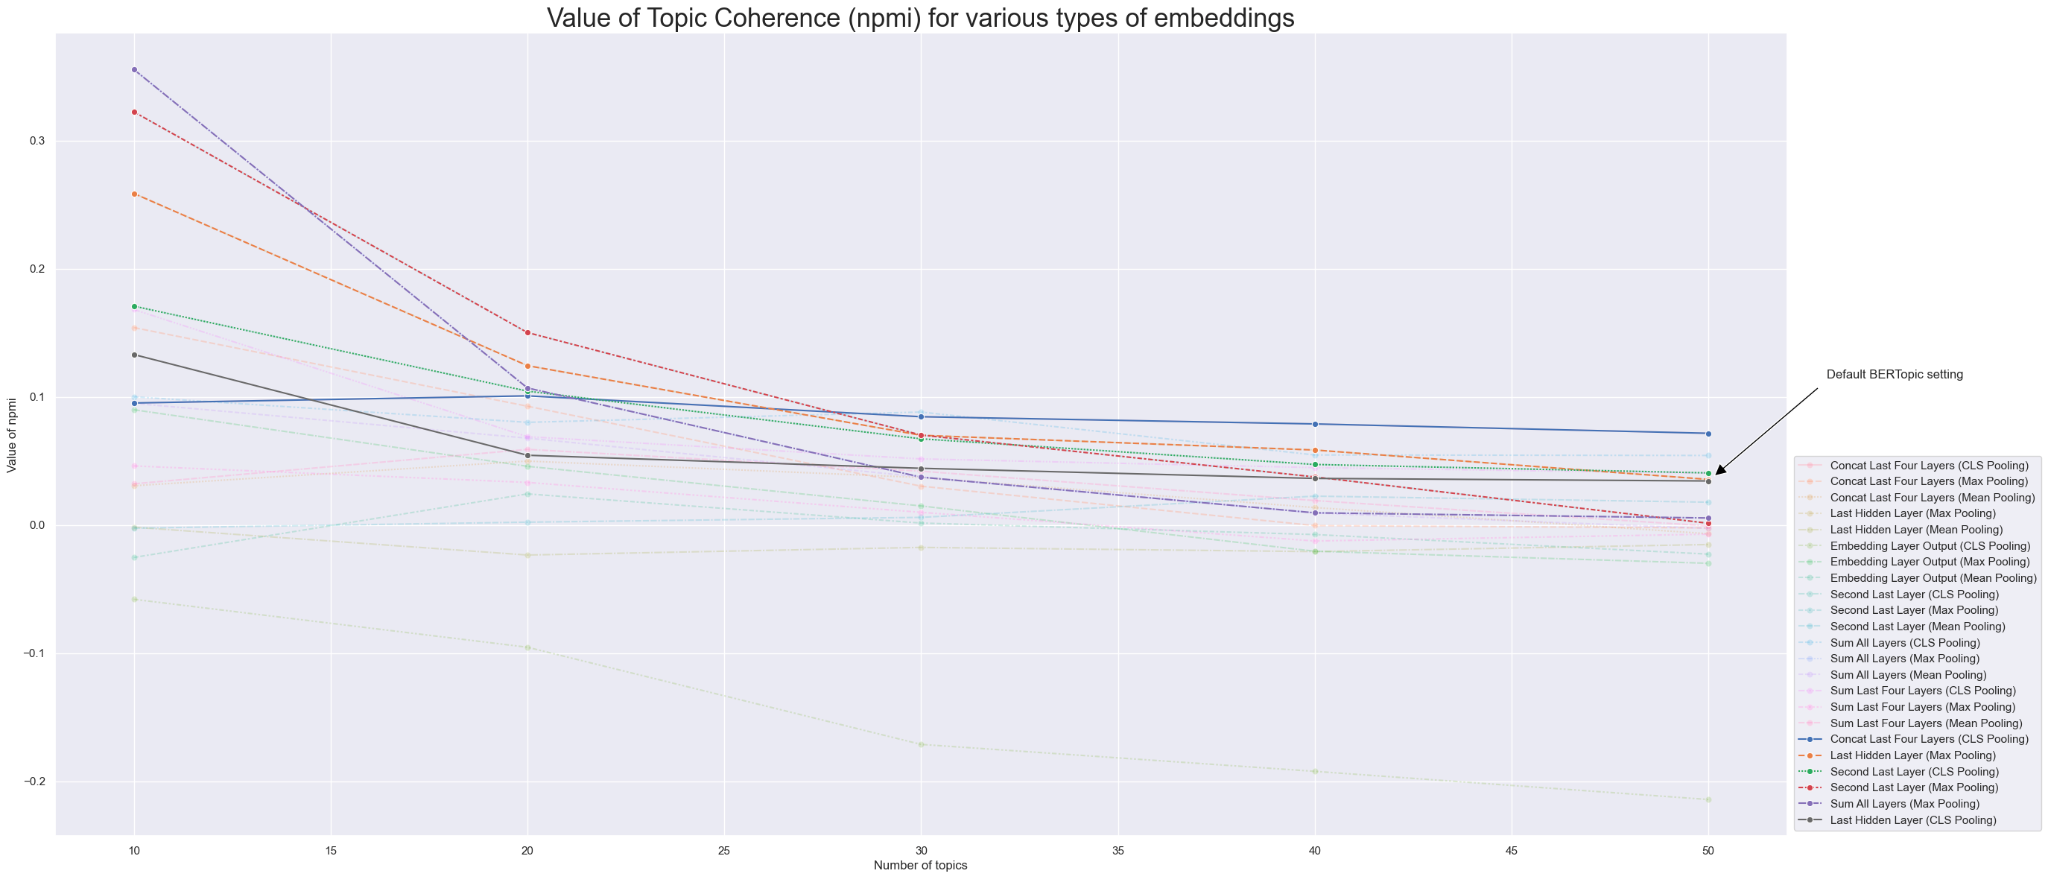 Value of Topic Coherence (npmi) for various types of embeddings
Value of npmi
0.3
0.2
0.1
0.0
−0.1
−0.2
10
15
20
25
30
35
40
45
50
Number of topics
Default BERTopic setting
Concat Last Four Layers (CLS Pooling)
Concat Last Four Layers (Max Pooling)
Concat Last Four Layers (Mean Pooling)
Last Hidden Layer (Max Pooling)
Last Hidden Layer (Mean Pooling)
Embedding Layer Output (CLS Pooling)
Embedding Layer Output (Max Pooling)
Embedding Layer Output (Mean Pooling)
Second Last Layer (CLS Pooling)
Second Last Layer (Max Pooling)
Second Last Layer (Mean Pooling)
Sum All Layers (CLS Pooling)
Sum All Layers (Max Pooling)
Sum All Layers (Mean Pooling)
Sum Last Four Layers (CLS Pooling)
Sum Last Four Layers (Max Pooling)
Sum Last Four Layers (Mean Pooling)
Concat Last Four Layers (CLS Pooling)
Last Hidden Layer (Max Pooling)
Second Last Layer (CLS Pooling)
Second Last Layer (Max Pooling)
Sum All Layers (Max Pooling)
Last Hidden Layer (CLS Pooling)